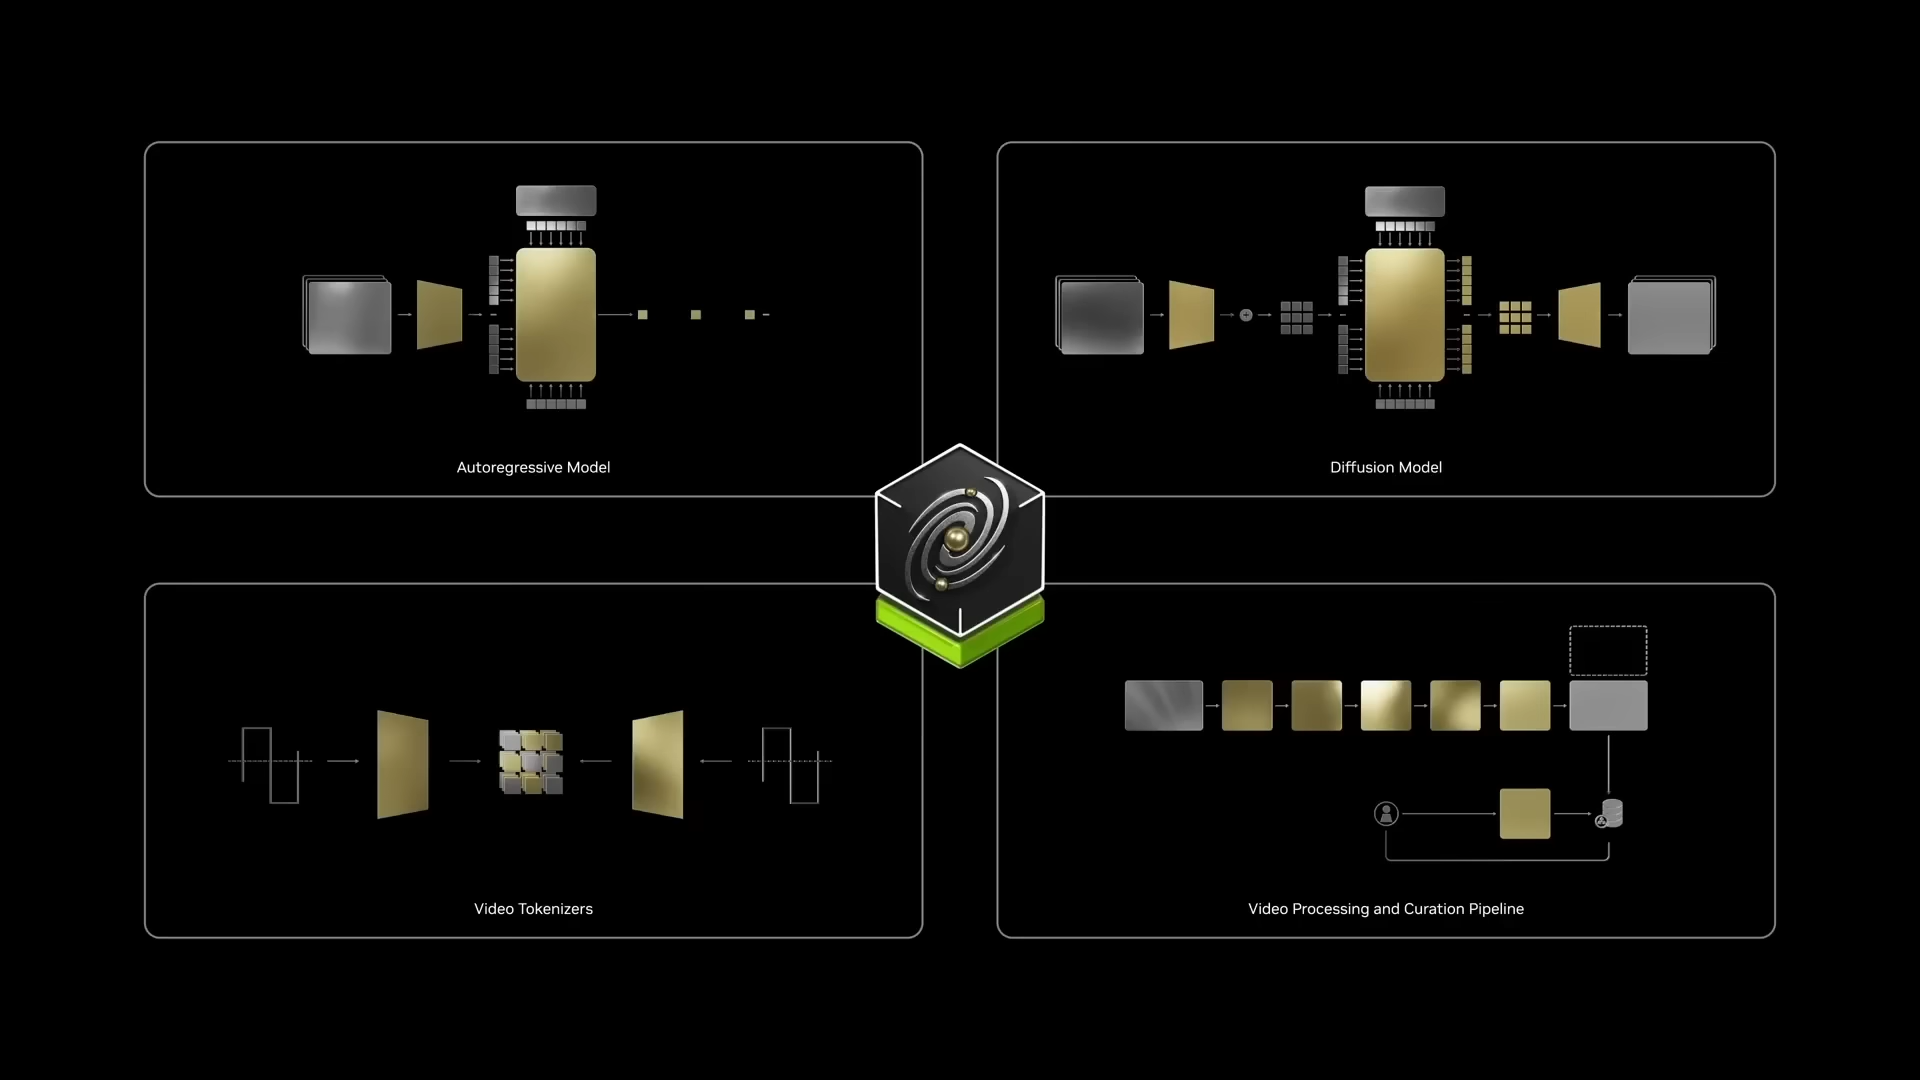 Autoregressive Model
Diffusion Model
Video Tokenizers
Video Processing and Curation Pipeline